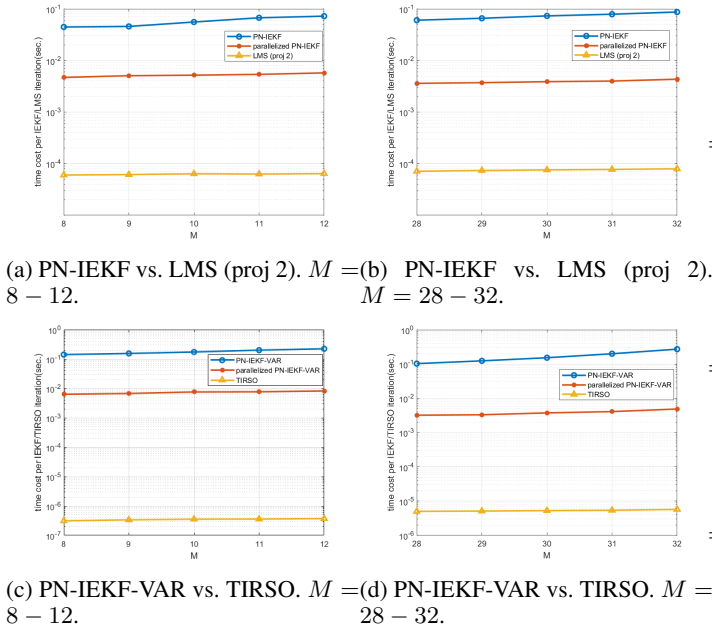 10^-1
10^-2
10^-3
10^-4
time cost per IEKF/LMS iteration(sec.)
PN-IEKF
parallelized PN-IEKF
LMS (proj 2)
8 9 10 11 12
M
10^-1
10^-2
10^-3
10^-4
time cost per IEKF/LMS iteration(sec.)
PN-IEKF
parallelized PN-IEKF
LMS (proj 2)
28 29 30 31 32
M
=
(a) PN-IEKF vs. LMS (proj 2). M =
8 − 12.
(b) PN-IEKF vs. LMS (proj 2).
M = 28 − 32.
10^0
10^-1
10^-2
10^-3
10^-4
10^-5
10^-6
10^-7
time cost per IEKF/TIRSO iteration(sec.)
PN-IEKF-VAR
parallelized PN-IEKF-VAR
TIRSO
8 9 10 11 12
M
10^0
10^-1
10^-2
10^-3
10^-4
10^-5
10^-6
time cost per IEKF/TIRSO iteration(sec.)
PN-IEKF-VAR
parallelized PN-IEKF-VAR
TIRSO
28 29 30 31 32
M
=
=
(c) PN-IEKF-VAR vs. TIRSO. M =
8 − 12.
(d) PN-IEKF-VAR vs. TIRSO. M =
28 − 32.